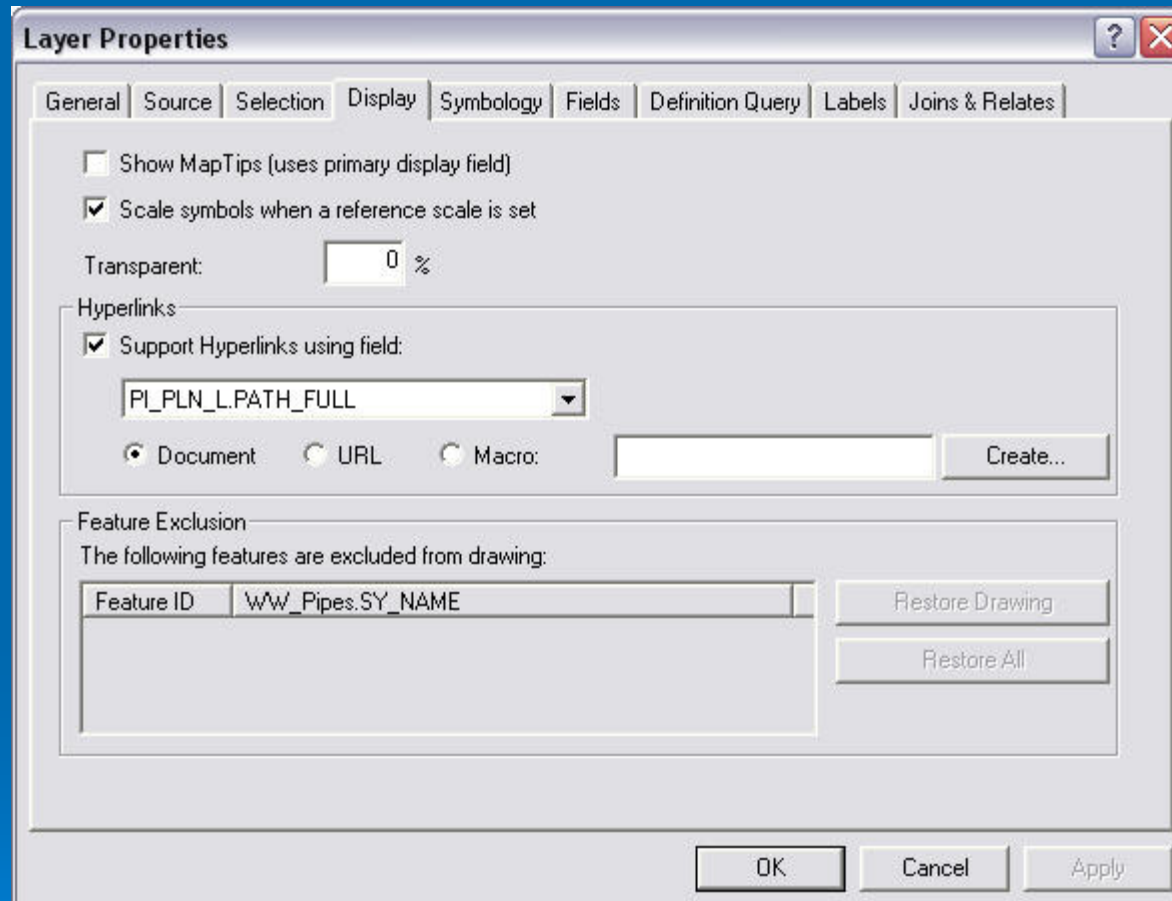 Layer Properties
General Source Selection Display Symbology Fields Definition Query Labels Joins & Relates
Show MapTips (uses primary display field)
Scale symbols when a reference scale is set
Transparent: 0 %
Hyperlinks
Support Hyperlinks using field:
PI_PLN_L.PATH_FULL
Document URL Macro: Create...
Feature Exclusion
The following features are excluded from drawing:
Feature ID WW_Pipes.SY_NAME
Restore Drawing
Restore All
OK Cancel Apply